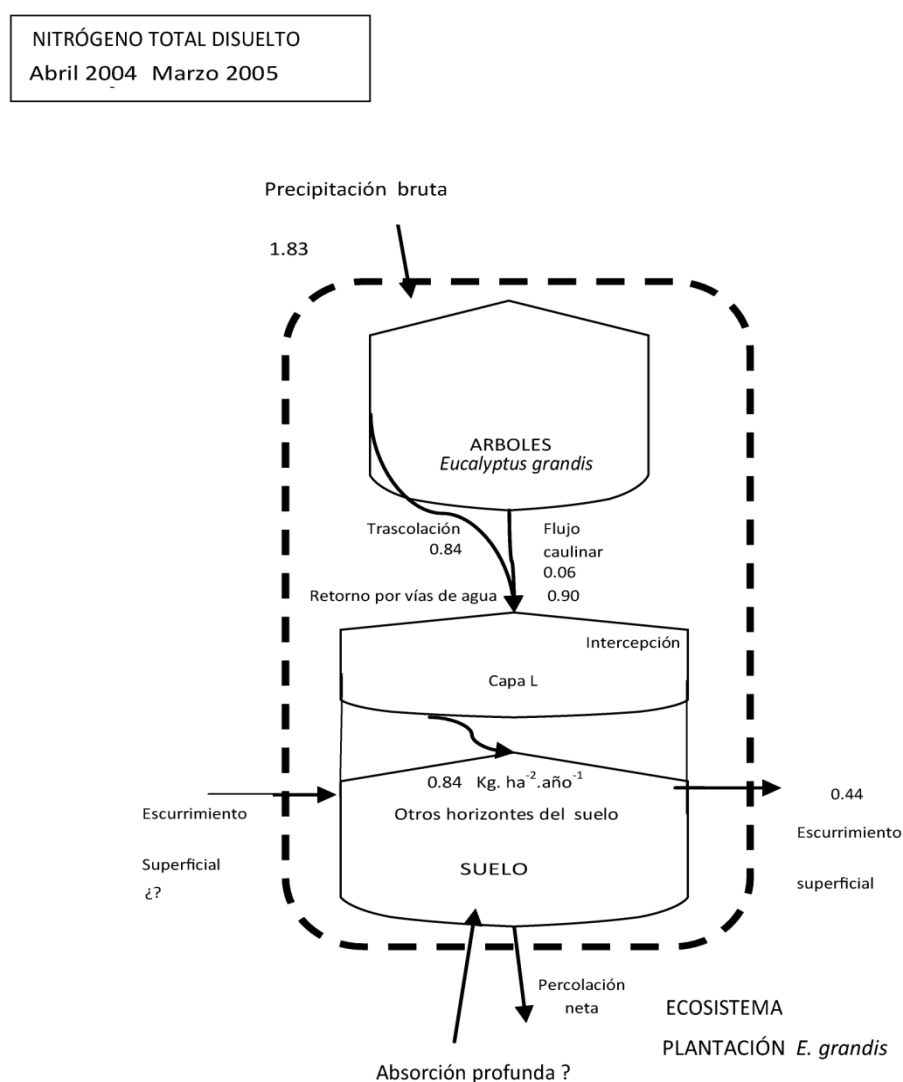 NITRÓGENO TOTAL DISUELTO
Abril 2004 Marzo 2005
Precipitación bruta
1.83
ARBOLES
Eucalyptus grandis
Trascolación
0.84
Flujo
caulinar
0.06
Retorno por vías de agua
0.90
Intercepción
Capa L
0.84 Kg. ha⁻².año⁻¹
Otros horizontes del suelo
SUELO
Escurrimiento
Superficial
¿?
0.44
Escurrimiento
superficial
Percolación
neta
Absorción profunda ?
ECOSISTEMA
PLANTACIÓN E. grandis